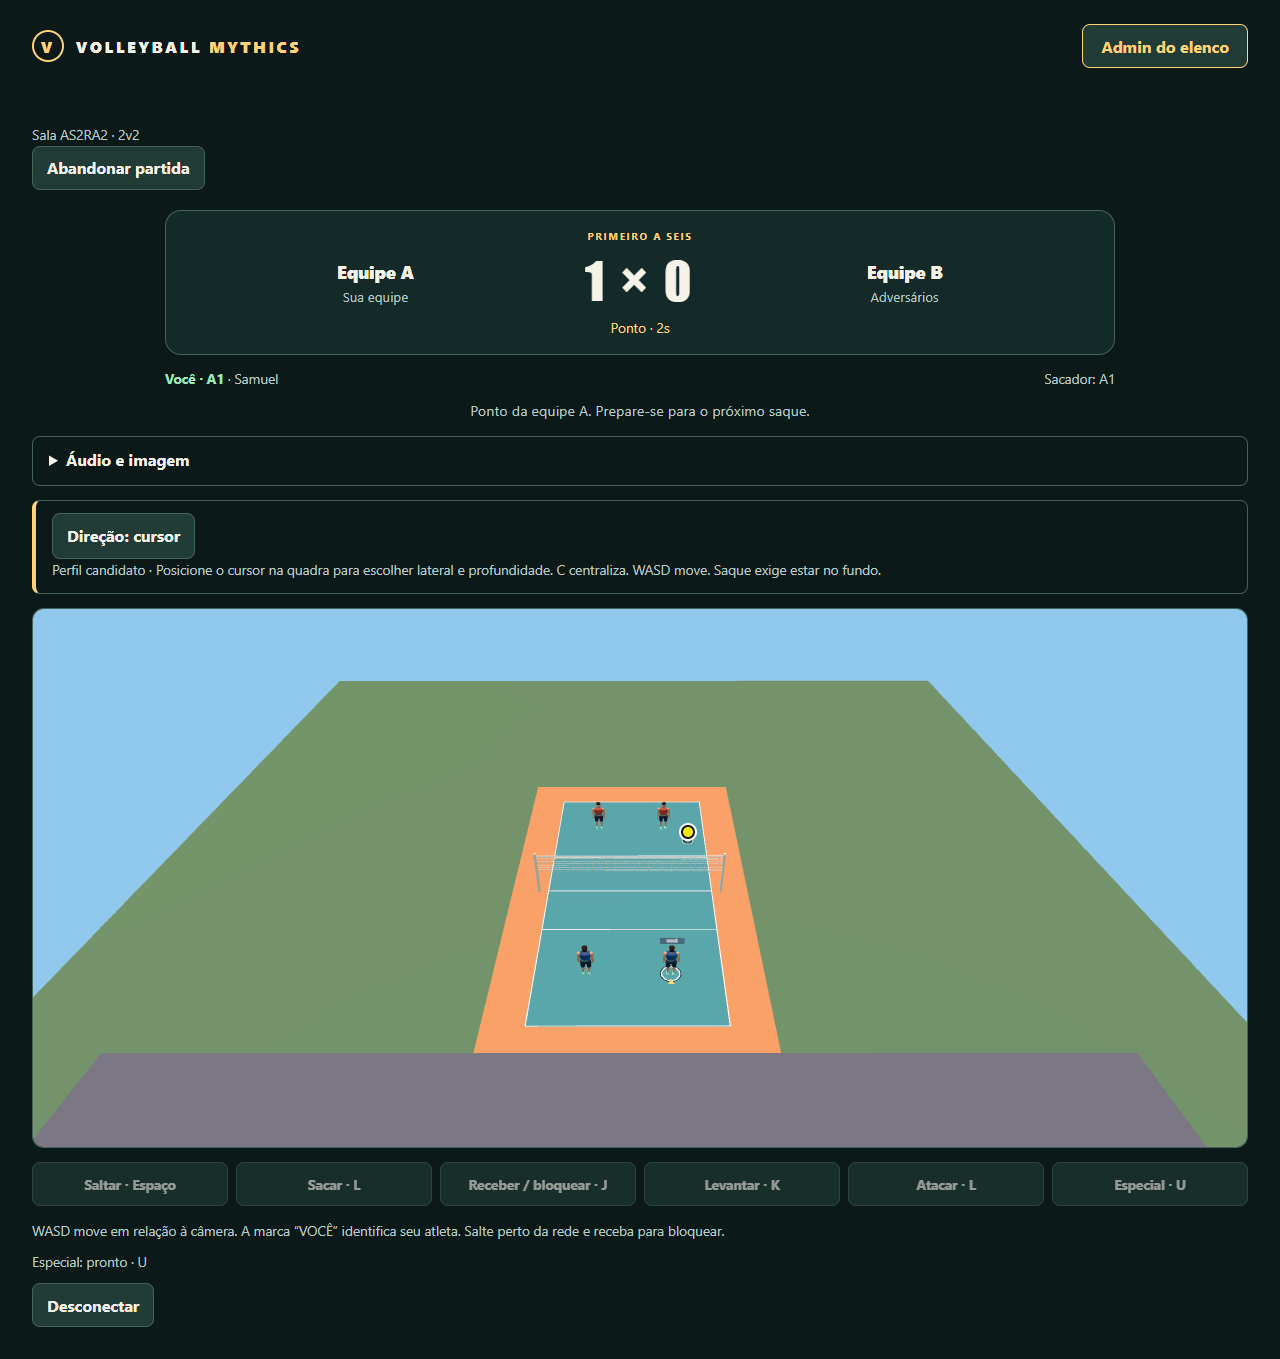 V VOLLEYBALL MYTHICS
Admin do elenco
Sala AS2RA2 · 2v2
Abandonar partida
PRIMEIRO A SEIS
Equipe A
Sua equipe
1 × 0
Equipe B
Adversários
Ponto · 2s
Você · A1 · Samuel
Sacador: A1
Ponto da equipe A. Prepare-se para o próximo saque.
▶ Áudio e imagem
Direção: cursor
Perfil candidato · Posicione o cursor na quadra para escolher lateral e profundidade. C centraliza. WASD move. Saque exige estar no fundo.
Saltar · Espaço
Sacar · L
Receber / bloquear · J
Levantar · K
Atacar · L
Especial · U
WASD move em relação à câmera. A marca “VOCÊ” identifica seu atleta. Salte perto da rede e receba para bloquear.
Especial: pronto · U
Desconectar